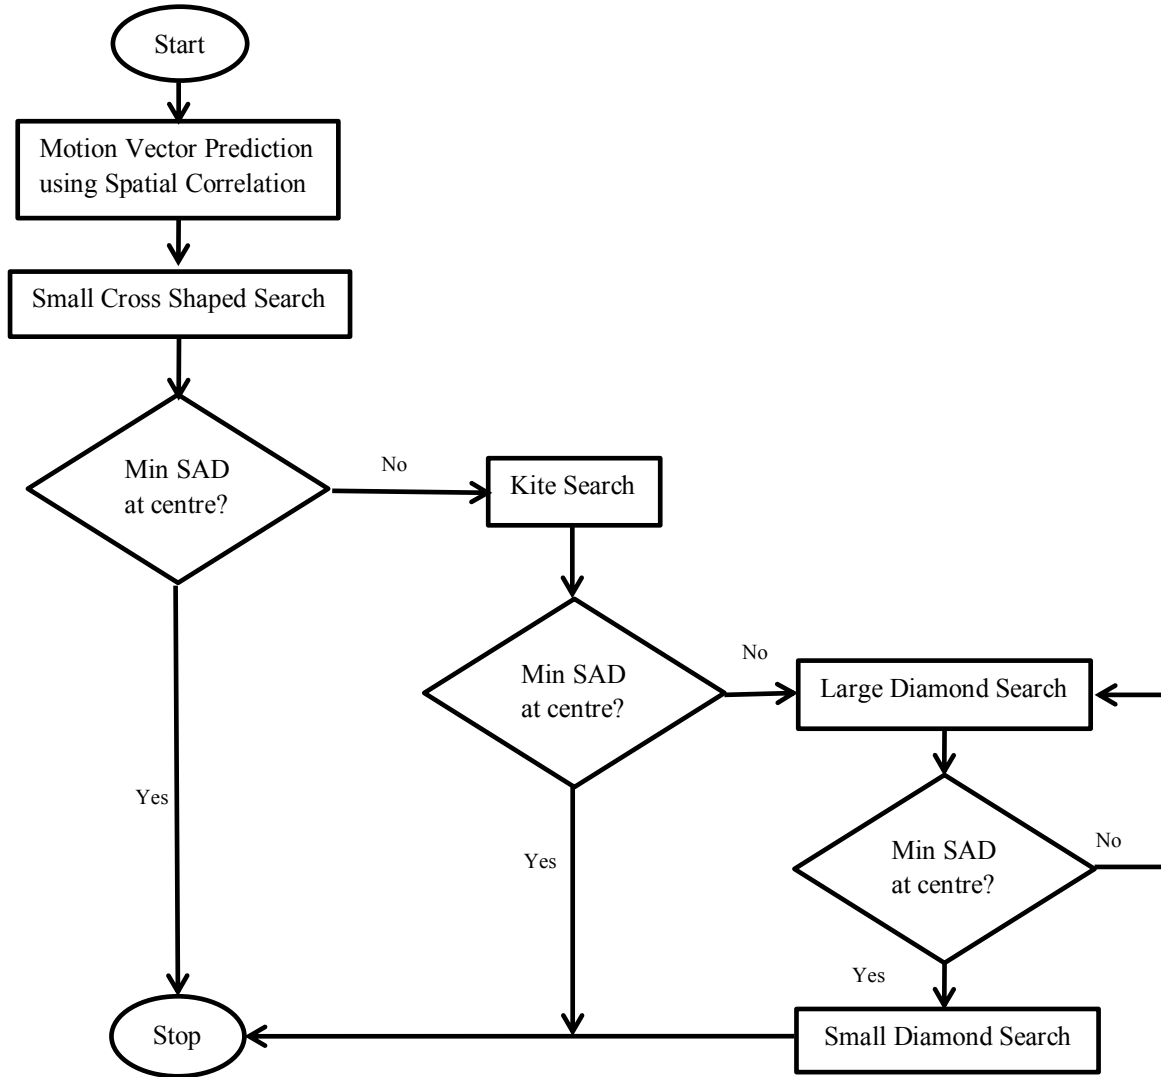 Start
Motion Vector Prediction
using Spatial Correlation
Small Cross Shaped Search
Min SAD
at centre?
No
Kite Search
Min SAD
at centre?
No
Large Diamond Search
Yes
Yes
Min SAD
at centre?
No
Yes
Stop
Small Diamond Search